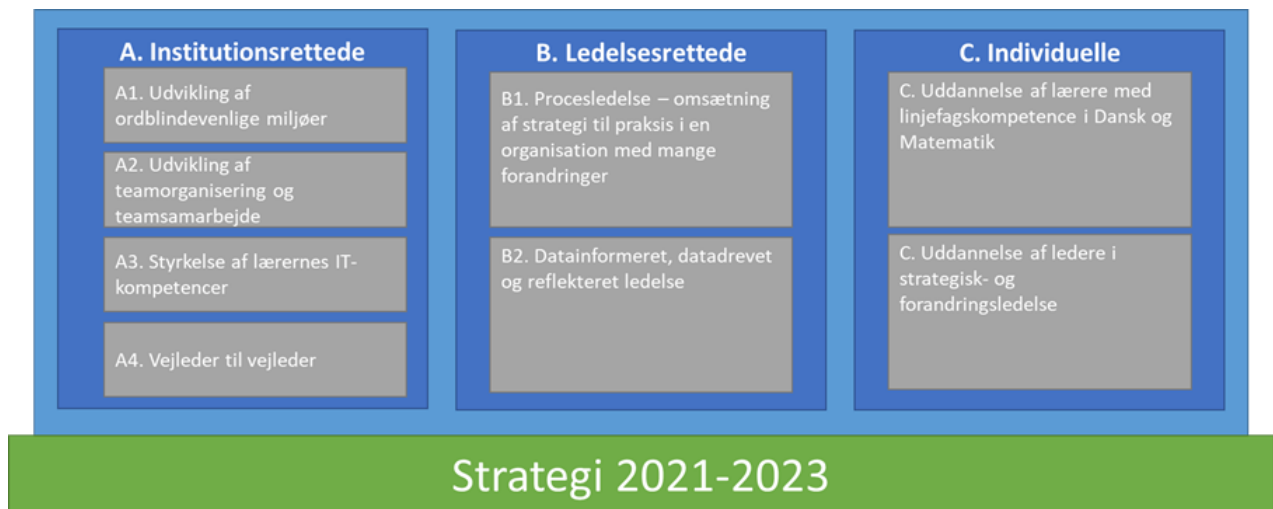 A. Institutionsrettede
A1. Udvikling af
ordblindevenlige miljøer
A2. Udvikling af
teamorganisering og
teamsamarbejde
A3. Styrkelse af lærernes IT-
kompetencer
A4. Vejleder til vejleder
B. Ledelsesrettede
B1. Procesledelse – omsætning
af strategi til praksis i en
organisation med mange
forandringer
B2. Datainformeret, datadrevet
og reflekteret ledelse
C. Individuelle
C. Uddannelse af lærere med
linjefagskompetence i Dansk og
Matematik
C. Uddannelse af ledere i
strategisk- og
forandringsledelse
Strategi 2021-2023